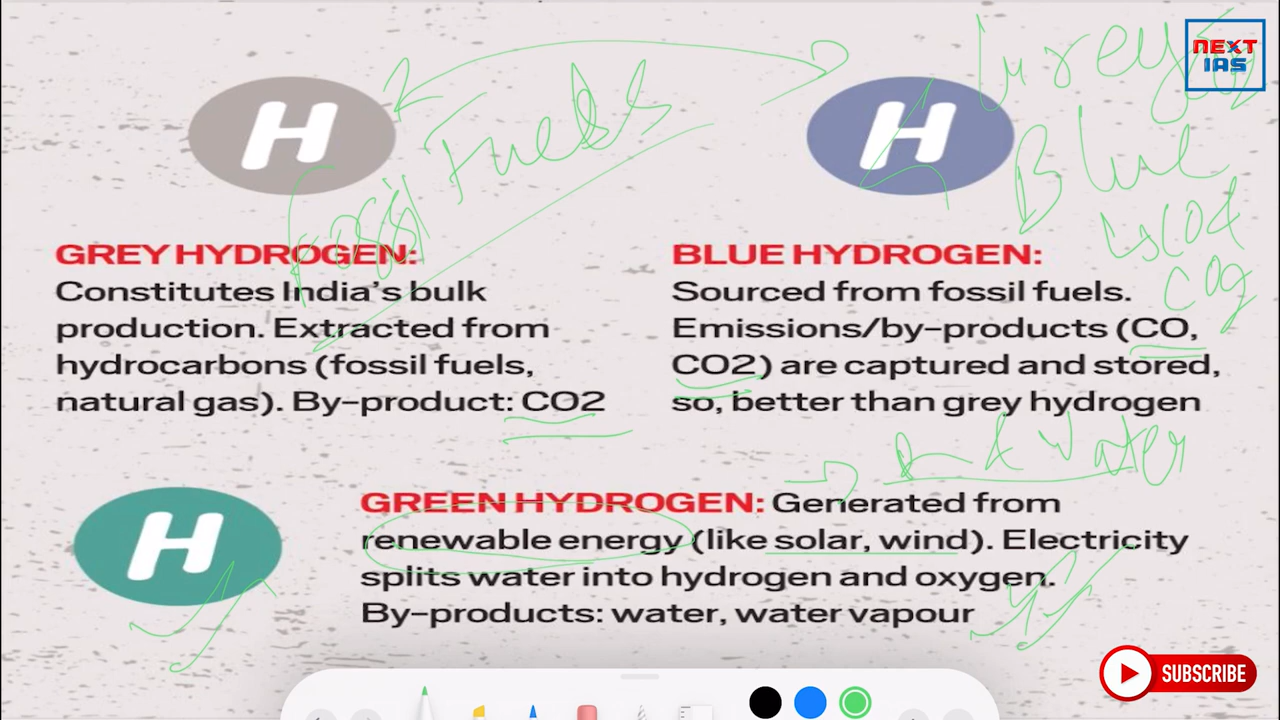 NEXT
IAS
Grey
Blue
Fossil Fuels
GREY HYDROGEN:
Constitutes India's bulk
production. Extracted from
hydrocarbons (fossil fuels,
natural gas). By-product: CO2
BLUE HYDROGEN:
Sourced from fossil fuels.
Emissions/by-products (CO,
CO2) are captured and stored,
so, better than grey hydrogen
Water
GREEN HYDROGEN: Generated from
renewable energy (like solar, wind). Electricity
splits water into hydrogen and oxygen.
By-products: water, water vapour
SUBSCRIBE